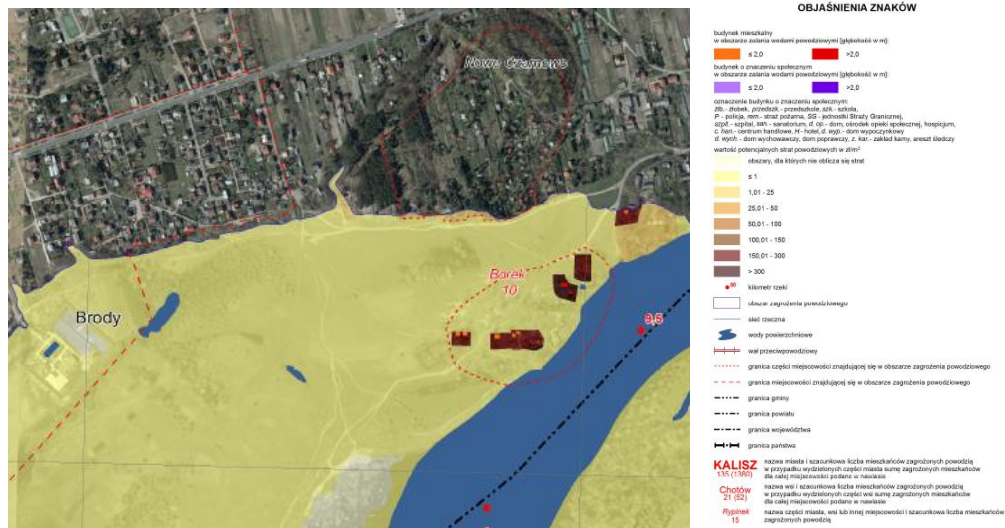 Nowe Czarnowo
Borek
10
9,5
Brody
OBJAŚNIENIA ZNAKÓW
budynek mieszkalny
w obszarze zalania wodami powodziowymi [głębokość w m]:
≤ 2,0 >2,0
budynek o znaczeniu społecznym
w obszarze zalania wodami powodziowymi [głębokość w m]:
≤ 2,0 >2,0
oznaczenie budynku o znaczeniu społecznym:
żłb.- żłobek, przedszk.- przedszkole, szk.- szkoła,
P - policja, rem.- straż pożarna, SG - jednostki Straży Granicznej,
szpit.- szpital, san.- sanatorium, d. op.- dom, ośrodek opieki społecznej, hospicjum,
c. han.- centrum handlowe, H - hotel, d. wyp.- dom wypoczynkowy
d. wych.- dom wychowawczy, dom poprawczy, z. kar.- zakład karny, areszt śledczy
wartość potencjalnych strat powodziowych w zł/m²
obszary, dla których nie oblicza się strat
≤ 1
1,01 - 25
25,01 - 50
50,01 - 100
100,01 - 150
150,01 - 300
> 300
50 kilometr rzeki
obszar zagrożenia powodziowego
sieć rzeczna
wody powierzchniowe
wał przeciwpowodziowy
granica części miejscowości znajdującej się w obszarze zagrożenia powodziowego
granica miejscowości znajdującej się w obszarze zagrożenia powodziowego
granica gminy
granica powiatu
granica województwa
granica państwa
KALISZ nazwa miasta i szacunkowa liczba mieszkańców zagrożonych powodzią
135 (1380) w przypadku wydzielonych części miasta sumę zagrożonych mieszkańców
dla całej miejscowości podano w nawiasie
Chotów nazwa wsi i szacunkowa liczba mieszkańców zagrożonych powodzią
21 (52) w przypadku wydzielonych części wsi sumę zagrożonych mieszkańców
dla całej miejscowości podano w nawiasie
Rypinek nazwa części miasta, wsi lub innej miejscowości i szacunkowa liczba mieszkańców
15 zagrożonych powodzią